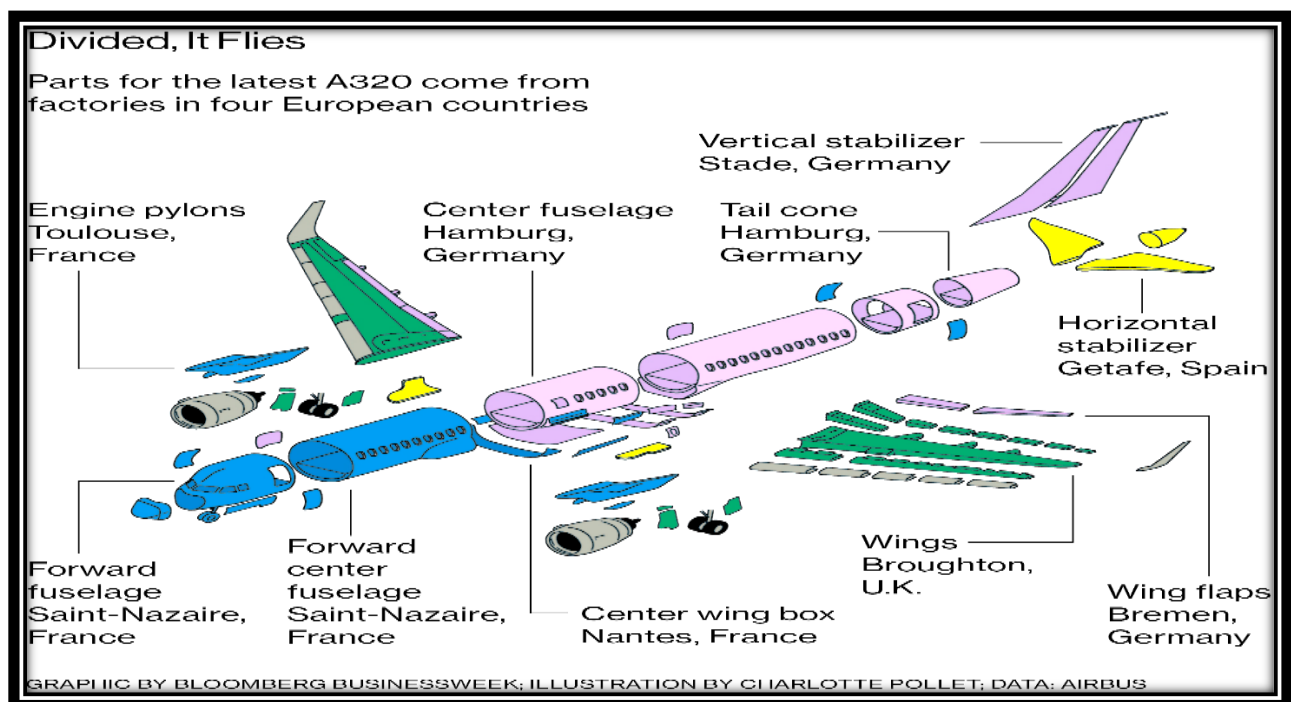 Divided, It Flies
Parts for the latest A320 come from
factories in four European countries
Vertical stabilizer
Stade, Germany
Engine pylons
Toulouse,
France
Center fuselage
Hamburg,
Germany
Tail cone
Hamburg,
Germany
Horizontal
stabilizer
Getafe, Spain
Forward
fuselage
Saint-Nazaire,
France
Forward
center
fuselage
Saint-Nazaire,
France
Center wing box
Nantes, France
Wings
Broughton,
U.K.
Wing flaps
Bremen,
Germany
GRAPHIC BY BLOOMBERG BUSINESSWEEK; ILLUSTRATION BY CHARLOTTE POLLET; DATA: AIRBUS